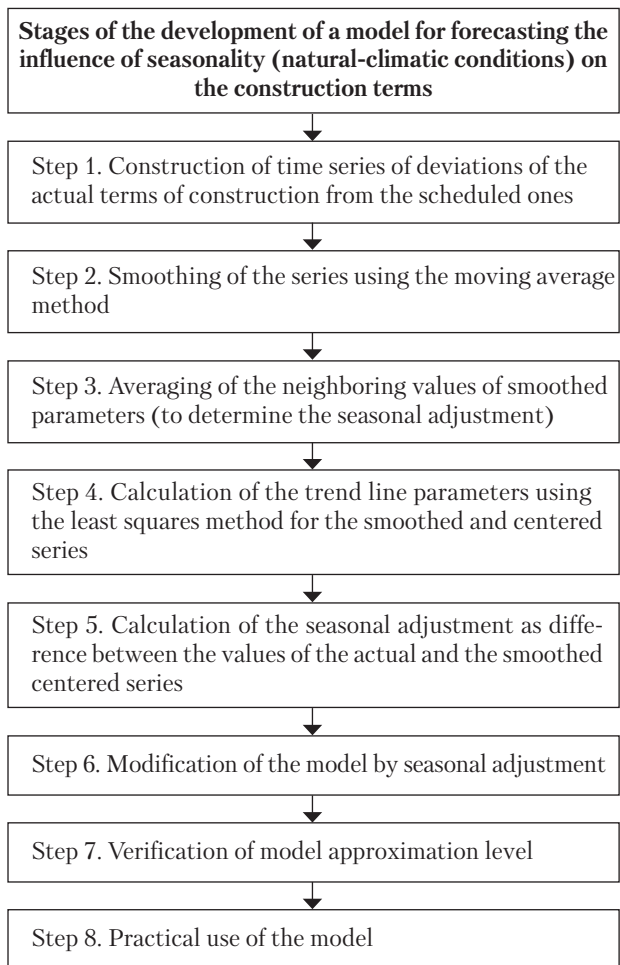 Stages of the development of a model for forecasting the
influence of seasonality (natural-climatic conditions) on
the construction terms
Step 1. Construction of time series of deviations of the
actual terms of construction from the scheduled ones
Step 2. Smoothing of the series using the moving average
method
Step 3. Averaging of the neighboring values of smoothed
parameters (to determine the seasonal adjustment)
Step 4. Calculation of the trend line parameters using
the least squares method for the smoothed and centered
series
Step 5. Calculation of the seasonal adjustment as diffe-
rence between the values of the actual and the smoothed
centered series
Step 6. Modification of the model by seasonal adjustment
Step 7. Verification of model approximation level
Step 8. Practical use of the model